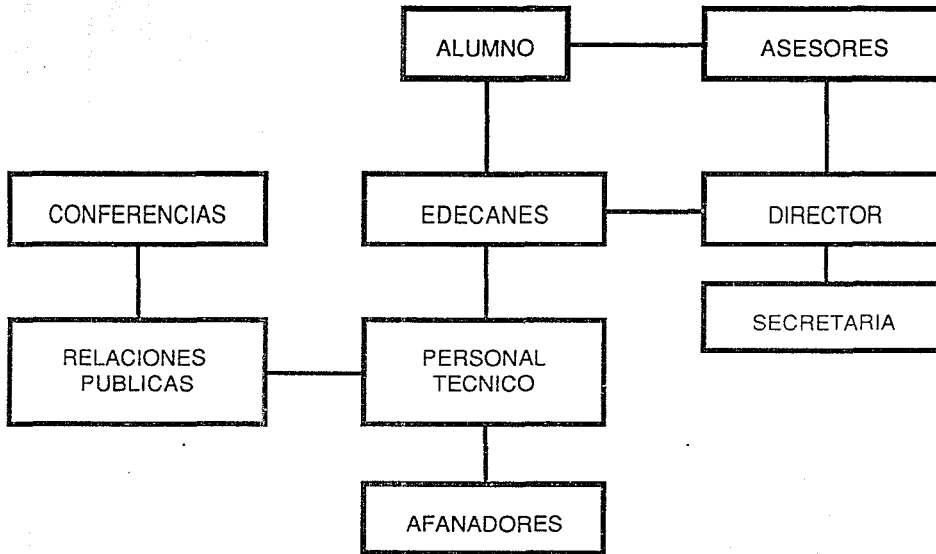 ALUMNO
ASESORES
CONFERENCIAS
EDECANES
DIRECTOR
SECRETARIA
RELACIONES
PUBLICAS
PERSONAL
TECNICO
AFANADORES